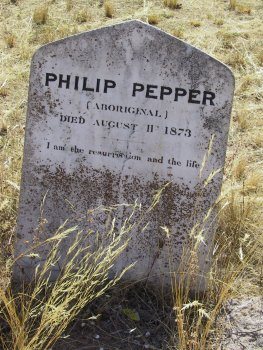 PHILIP PEPPER
(ABORIGINAL)
DIED AUGUST 11 1873
I am the resurrection and the life